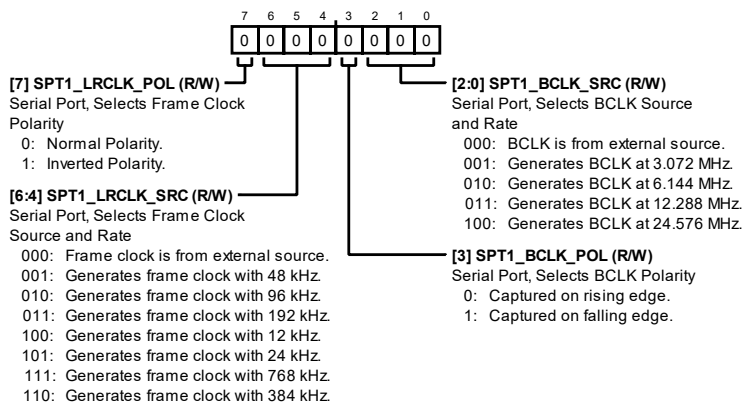 7 6 5 4 3 2 1 0
0 0 0 0 0 0 0 0
[7] SPT1_LRCLK_POL (R/W)
Serial Port, Selects Frame Clock
Polarity
0: Normal Polarity.
1: Inverted Polarity.
[6:4] SPT1_LRCLK_SRC (R/W)
Serial Port, Selects Frame Clock
Source and Rate
000: Frame clock is from external source.
001: Generates frame clock with 48 kHz.
010: Generates frame clock with 96 kHz.
011: Generates frame clock with 192 kHz.
100: Generates frame clock with 12 kHz.
101: Generates frame clock with 24 kHz.
111: Generates frame clock with 768 kHz.
110: Generates frame clock with 384 kHz.
[2:0] SPT1_BCLK_SRC (R/W)
Serial Port, Selects BCLK Source
and Rate
000: BCLK is from external source.
001: Generates BCLK at 3.072 MHz.
010: Generates BCLK at 6.144 MHz.
011: Generates BCLK at 12.288 MHz.
100: Generates BCLK at 24.576 MHz.
[3] SPT1_BCLK_POL (R/W)
Serial Port, Selects BCLK Polarity
0: Captured on rising edge.
1: Captured on falling edge.